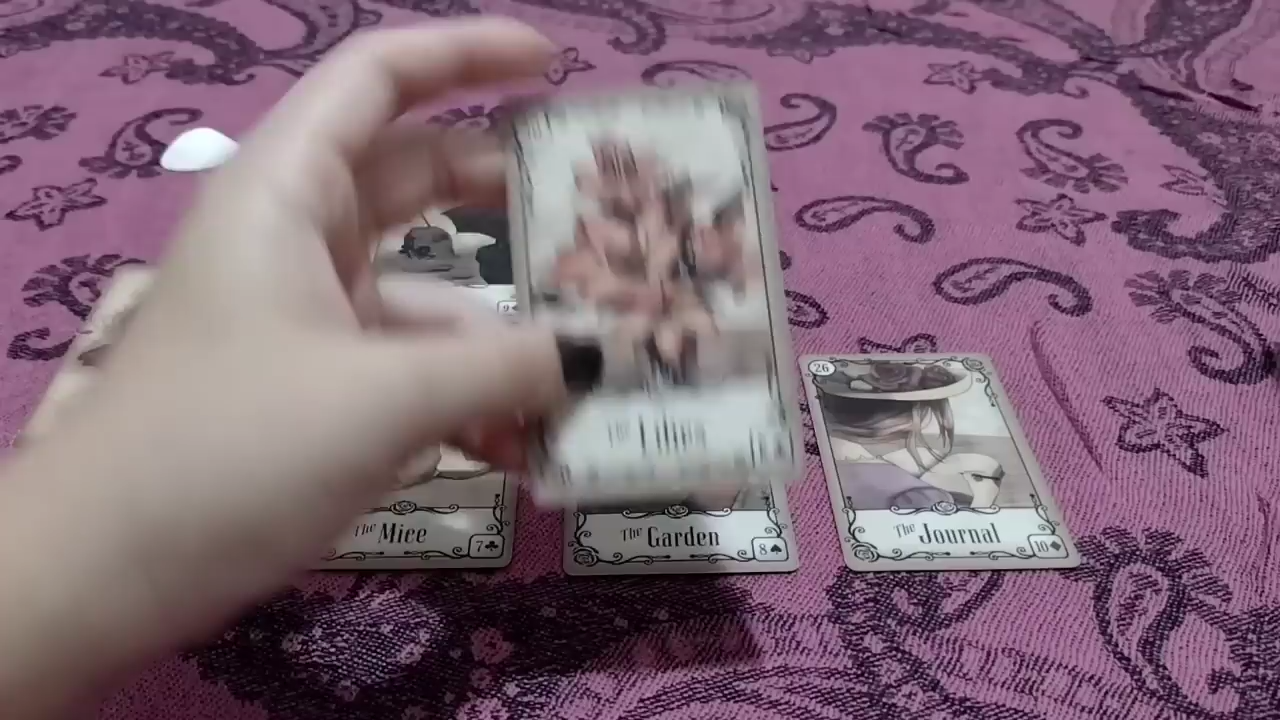 26
The Mice
7♣
The Garden
8♠
The Journal
10♦